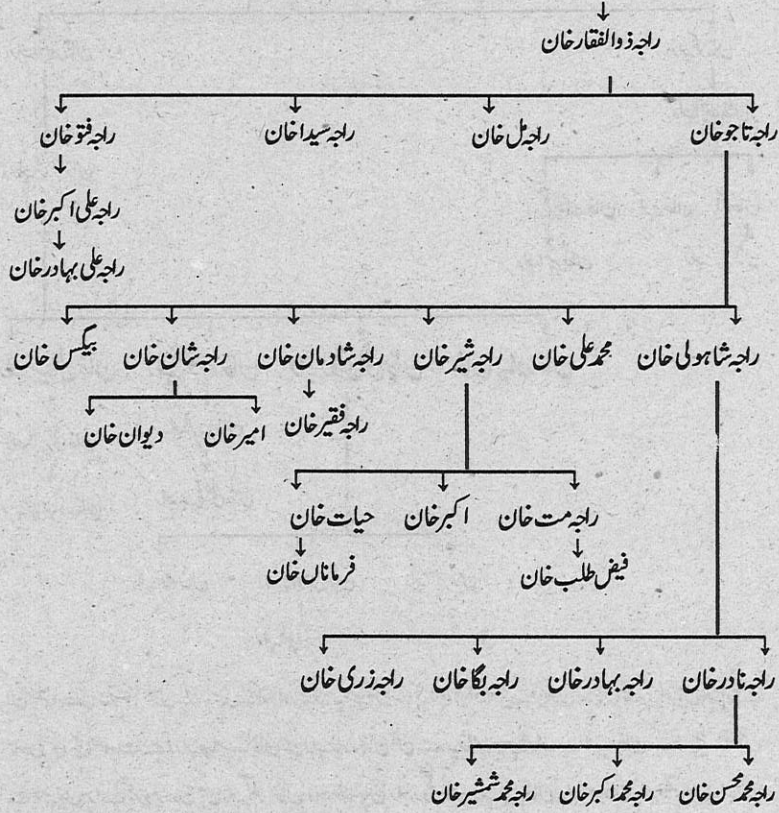 راجہ ذوالفقار خان
راجہ تاجو خان راجہ مل خان راجہ سیدا خان راجہ فتو خان
راجہ علی اکبر خان
راجہ علی بہادر خان
راجہ شاہولی خان محمد علی خان راجہ شیر خان راجہ شادمان خان راجہ شان خان بیکس خان
راجہ فقیر خان امیر خان دیوان خان
راجہ مت خان اکبر خان حیات خان
فیض طلب خان فرماناں خان
راجہ نادر خان راجہ بہادر خان راجہ بگا خان راجہ زری خان
راجہ محمد محسن خان راجہ محمد اکبر خان راجہ محمد شمشیر خان